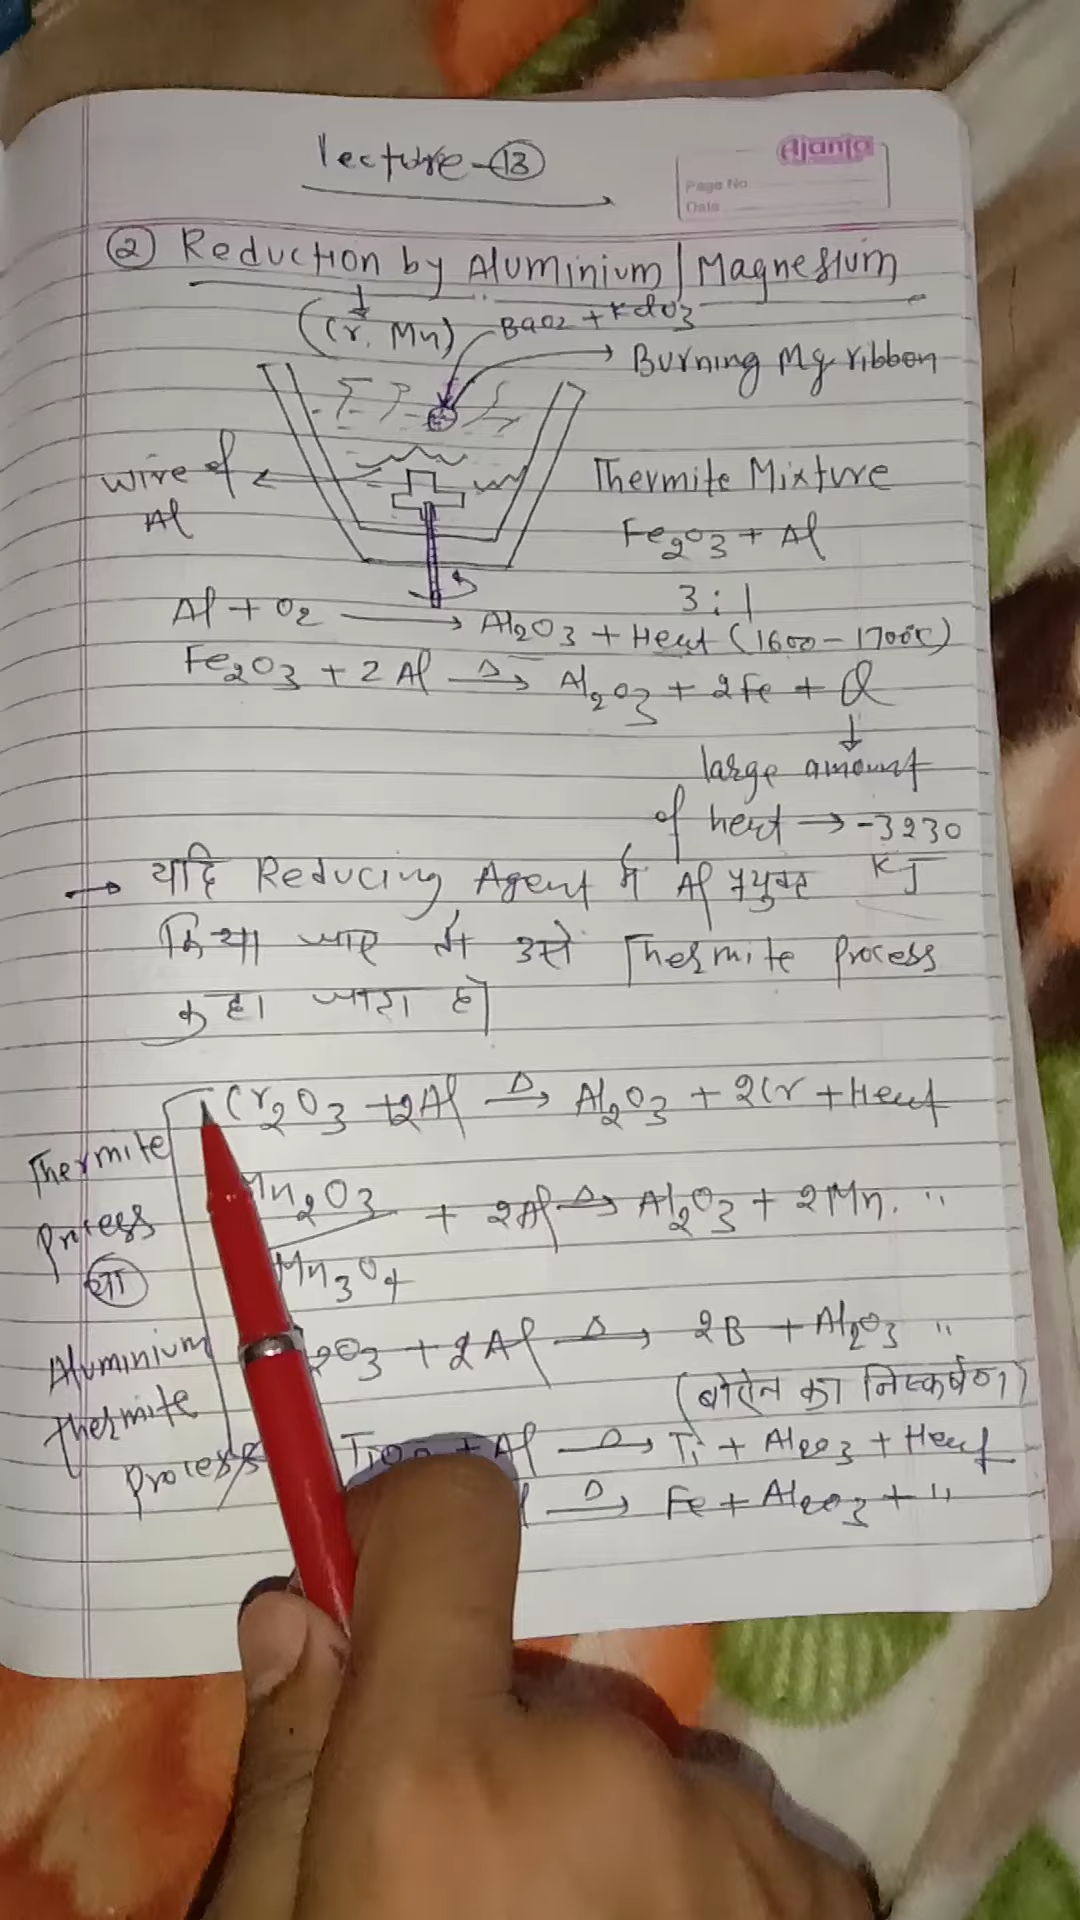 lecture-13
Ajanta
Page No
Date
② Reduction by Aluminium/Magnesium
(Cr, Mn)
BaO2 + KClO3
Burning Mg ribbon
wire of
Al
Thermite Mixture
Fe2O3 + Al
3:1
Al + O2 → Al2O3 + Heat (1600-1700°C)
Fe2O3 + 2Al →Δ Al2O3 + 2Fe + Q
↓
large amount
of heat → -3230
KJ
→ यदि Reducing Agent में Al प्रयुक्त
किया जाए तो उसे Thermite Process
कहा जाता है।
Cr2O3 + 2Al →Δ Al2O3 + 2Cr + Heat
Thermite
Process
या
Aluminium
thermite
Process
Mn2O3 + 2Al →Δ Al2O3 + 2Mn. "
Mn3O4
2O3 + 2Al →Δ 2B + Al2O3 "
(बोरोन का निष्कर्षण)
+ Al →Δ Ti + Al2O3 + Heat
→Δ Fe + Al2O3 + "